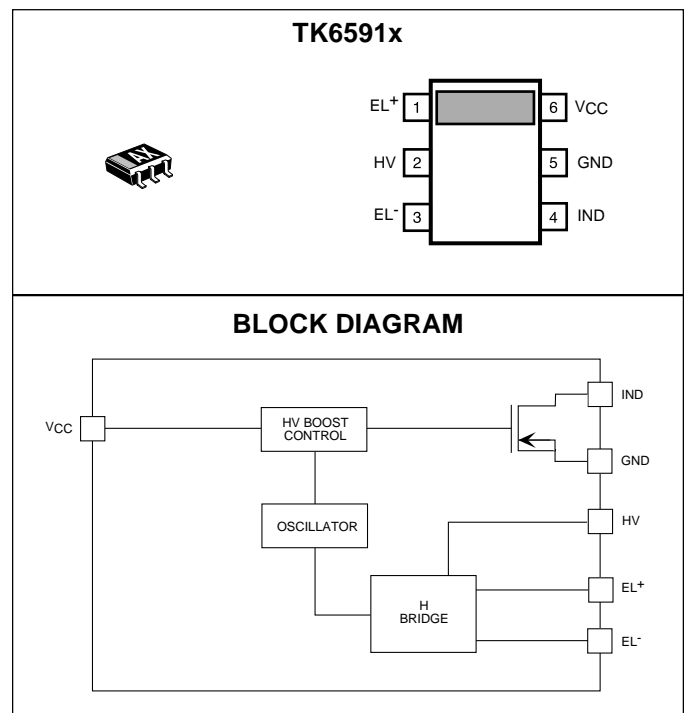 TK6591x
EL+ 1
6 VCC
HV 2
5 GND
EL- 3
4 IND
AX
BLOCK DIAGRAM
VCC
HV BOOST
CONTROL
IND
GND
OSCILLATOR
HV
H
BRIDGE
EL+
EL-